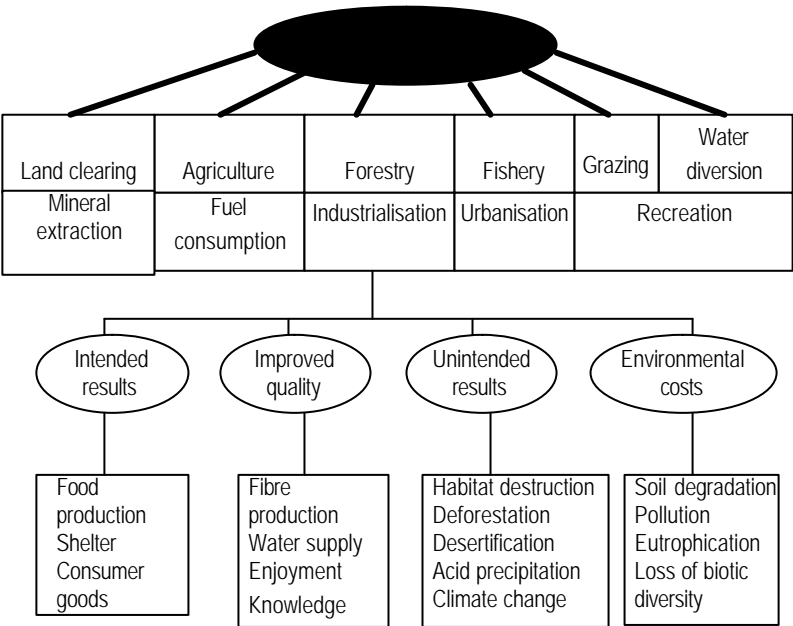 Land clearing
Agriculture
Forestry
Fishery
Grazing
Water
diversion
Mineral
extraction
Fuel
consumption
Industrialisation
Urbanisation
Recreation
Intended
results
Improved
quality
Unintended
results
Environmental
costs
Food
production
Shelter
Consumer
goods
Fibre
production
Water supply
Enjoyment
Knowledge
Habitat destruction
Deforestation
Desertification
Acid precipitation
Climate change
Soil degradation
Pollution
Eutrophication
Loss of biotic
diversity